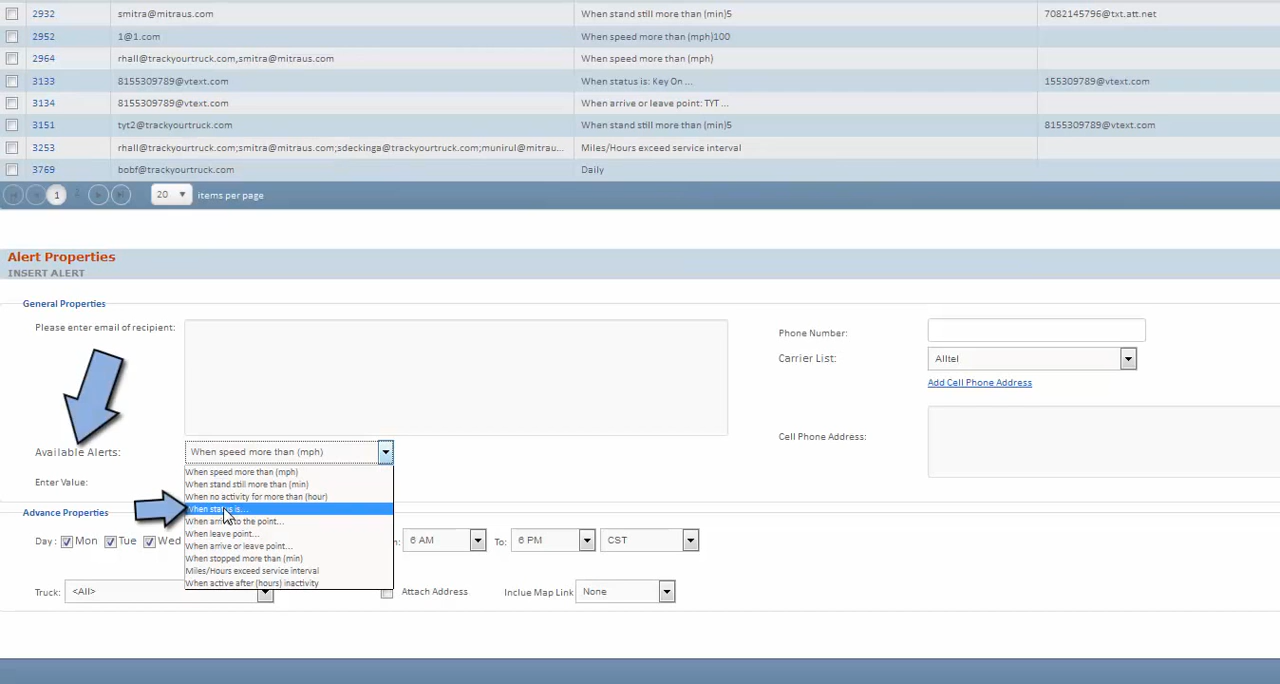 2932 smitra@mitraus.com When stand still more than (min)5 7082145796@txt.att.net
2952 1@1.com When speed more than (mph)100
2964 rhall@trackyourtruck.com,smitra@mitraus.com When speed more than (mph)
3133 8155309789@vtext.com When status is: Key On ... 155309789@vtext.com
3134 8155309789@vtext.com When arrive or leave point: TYT ...
3151 tyt2@trackyourtruck.com When stand still more than (min)5 8155309789@vtext.com
3253 rhall@trackyourtruck.com;smitra@mitraus.com;sdeckinga@trackyourtruck.com;munirul@mitrau... Miles/Hours exceed service interval
3769 bobf@trackyourtruck.com Daily
1 2 20 items per page
Alert Properties
INSERT ALERT
General Properties
Please enter email of recipient:
Phone Number:
Carrier List: Alltel
Add Cell Phone Address
Cell Phone Address:
Available Alerts: When speed more than (mph)
When speed more than (mph)
When stand still more than (min)
Enter Value:
When no activity for more than (hour)
When status is...
Advance Properties
When arrive to the point...
When leave point...
Day: Mon Tue Wed 6 AM To: 6 PM CST
When arrive or leave point...
When stopped more than (min)
Miles/Hours exceed service interval
When active after (hours) inactivity
Truck: <All> Attach Address Inclue Map Link None